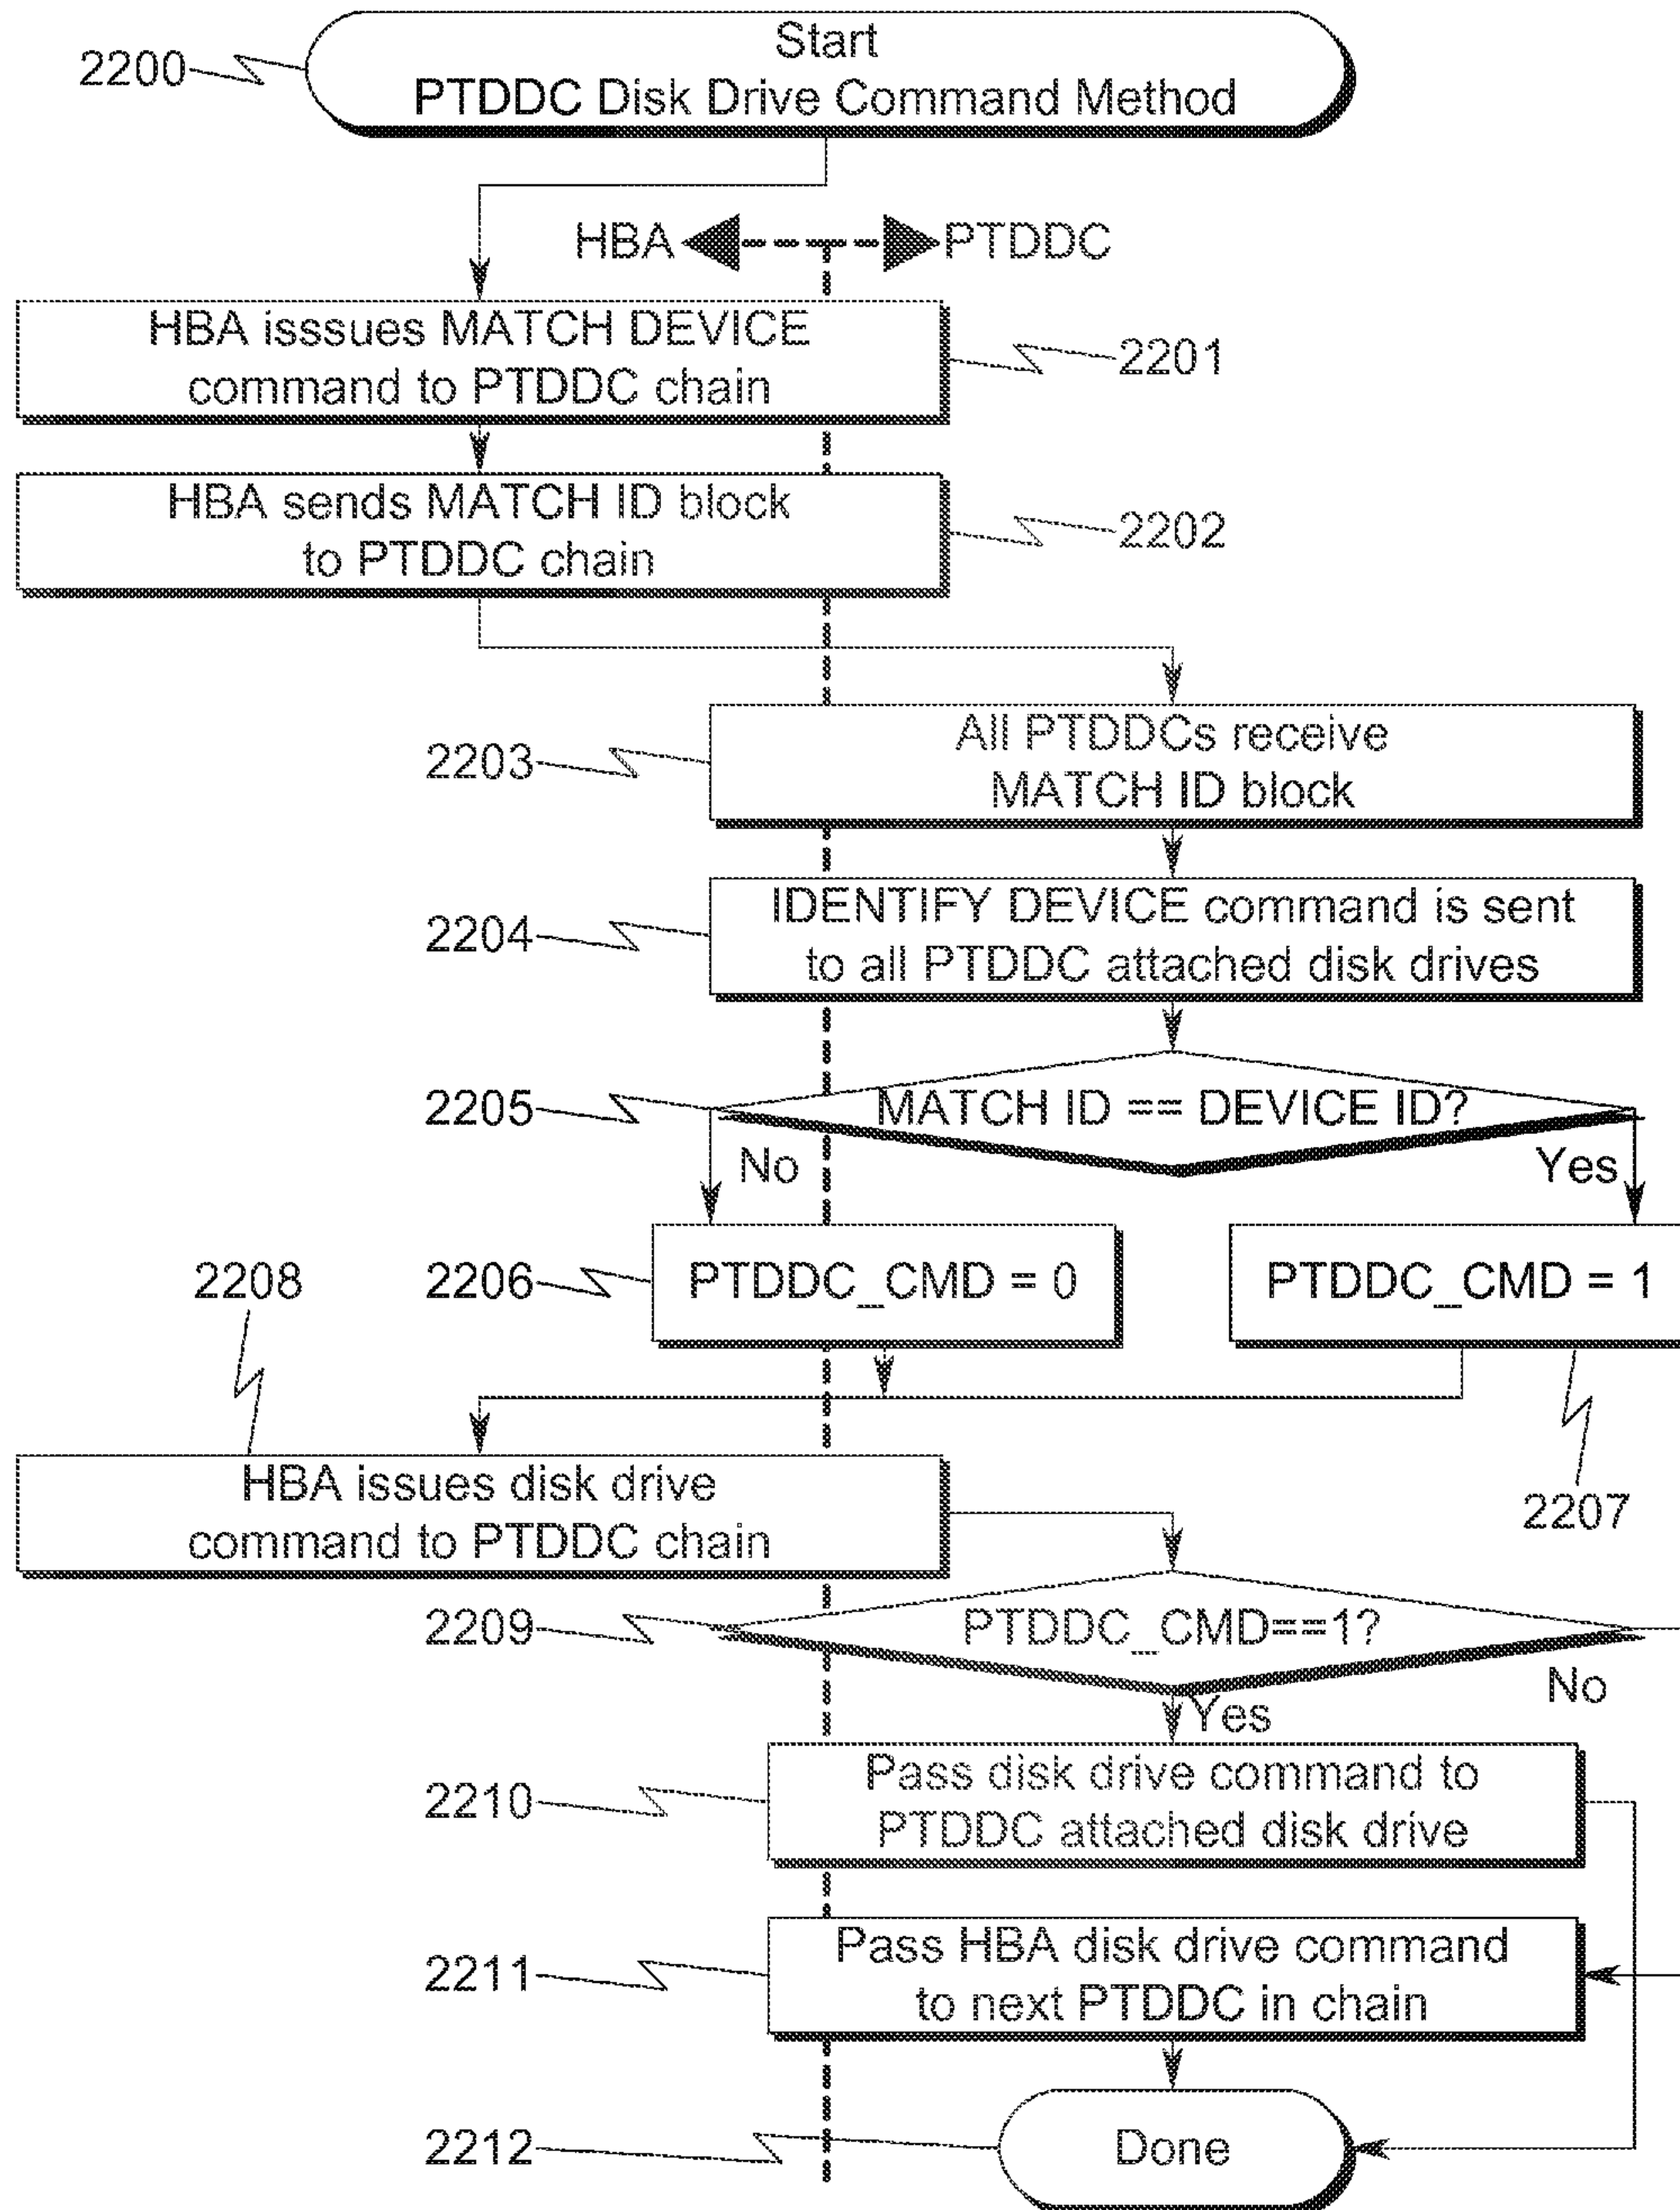 Start
2200
PTDDC Disk Drive Command Method
HBA
PTDDC
HBA isssues MATCH DEVICE
command to PTDDC chain
2201
HBA sends MATCH ID block
to PTDDC chain
2202
All PTDDCs receive
MATCH ID block
2203
IDENTIFY DEVICE command is sent
to all PTDDC attached disk drives
2204
MATCH ID == DEVICE ID?
2205
No
Yes
2208
2206
PTDDC_CMD = 0
PTDDC_CMD = 1
HBA issues disk drive
command to PTDDC chain
2207
2209
PTDDC_CMD==1?
No
Yes
Pass disk drive command to
PTDDC attached disk drive
2210
Pass HBA disk drive command
to next PTDDC in chain
2211
2212
Done